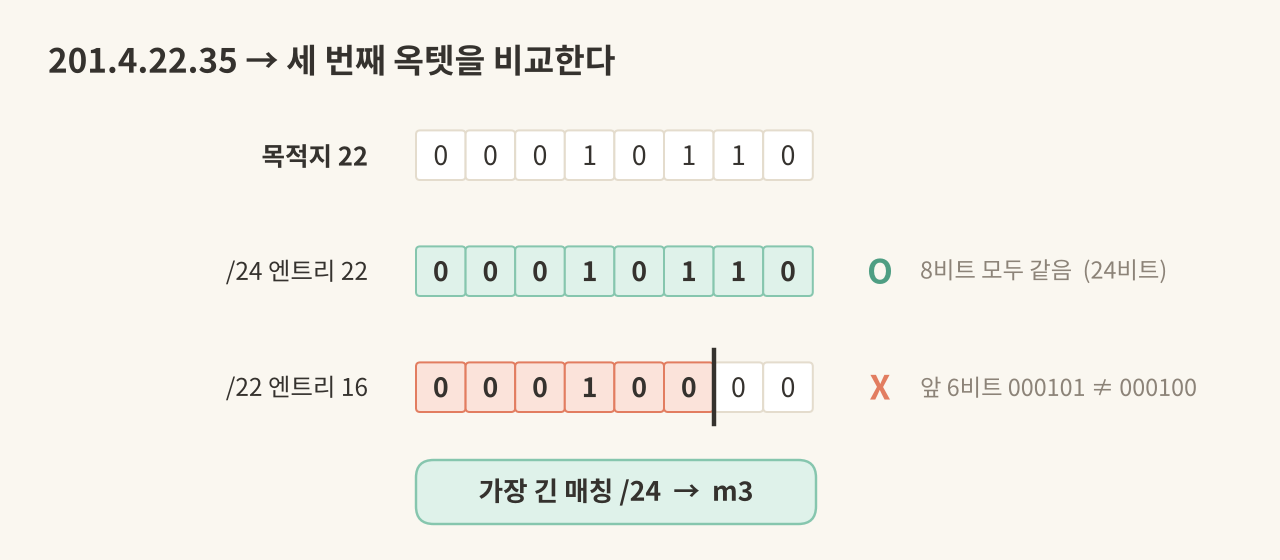 201.4.22.35 → 세 번째 옥텟을 비교한다
목적지 22 0 0 0 1 0 1 1 0
/24 엔트리 22 0 0 0 1 0 1 1 0 O 8비트 모두 같음 (24비트)
/22 엔트리 16 0 0 0 1 0 0 0 0 X 앞 6비트 000101 ≠ 000100
가장 긴 매칭 /24 → m3